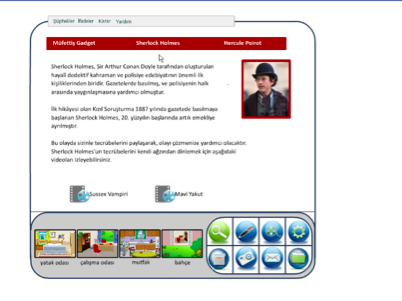 Şüpheliler İfadeler Karar Yardım
Müfettiş Gadget Sherlock Holmes Hercule Poirot
Sherlock Holmes, Sir Arthur Conan Doyle tarafından oluşturulan
hayali dedektif kahraman ve polisiye edebiyatının önemli ilk
kişiliklerinden biridir. Gazetelerde basılmış, ve polisiyenin halk
arasında yaygınlaşmasına yardımcı olmuştur.
İlk hikâyesi olan Kızıl Soruşturma 1887 yılında gazetede basılmaya
başlanan Sherlock Holmes, 20. yüzyılın başlarında artık emekliye
ayrılmıştır.
Bu olayda sizinle tecrübelerini paylaşarak, olayı çözmenize yardımcı olacaktır.
Sherlock Holmes'un tecrübelerini kendi ağzından dinlemek için aşağıdaki
videoları izleyebilirsiniz.
Sussex Vampiri Mavi Yakut
yatak odası çalışma odası mutfak bahçe